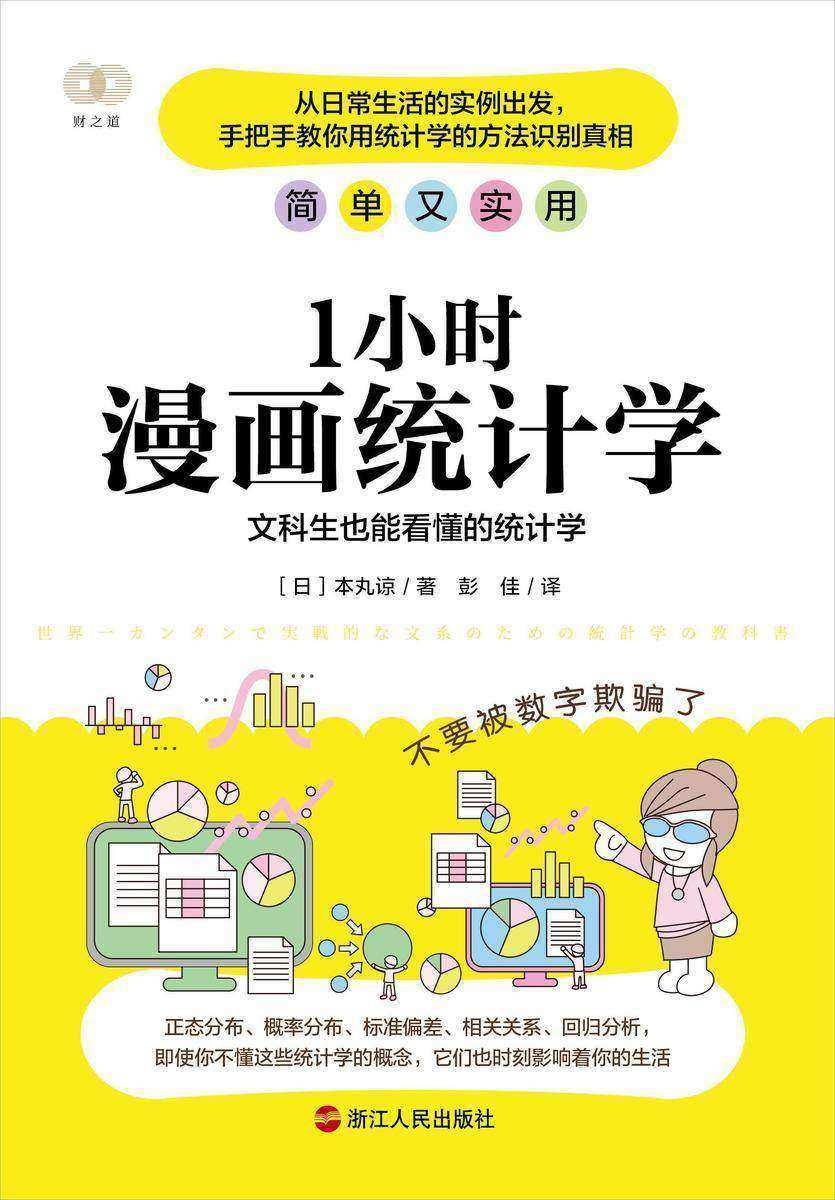 财之道
从日常生活的实例出发，
手把手教你用统计学的方法识别真相
简单又实用
1小时
漫画统计学
文科生也能看懂的统计学
［日］本丸谅/著 彭 佳/译
世界一カンタンで実戦的な文系のための統計学の教科書
不要被数字欺骗了
正态分布、概率分布、标准偏差、相关关系、回归分析，
即使你不懂这些统计学的概念，它们也时刻影响着你的生活
浙江人民出版社